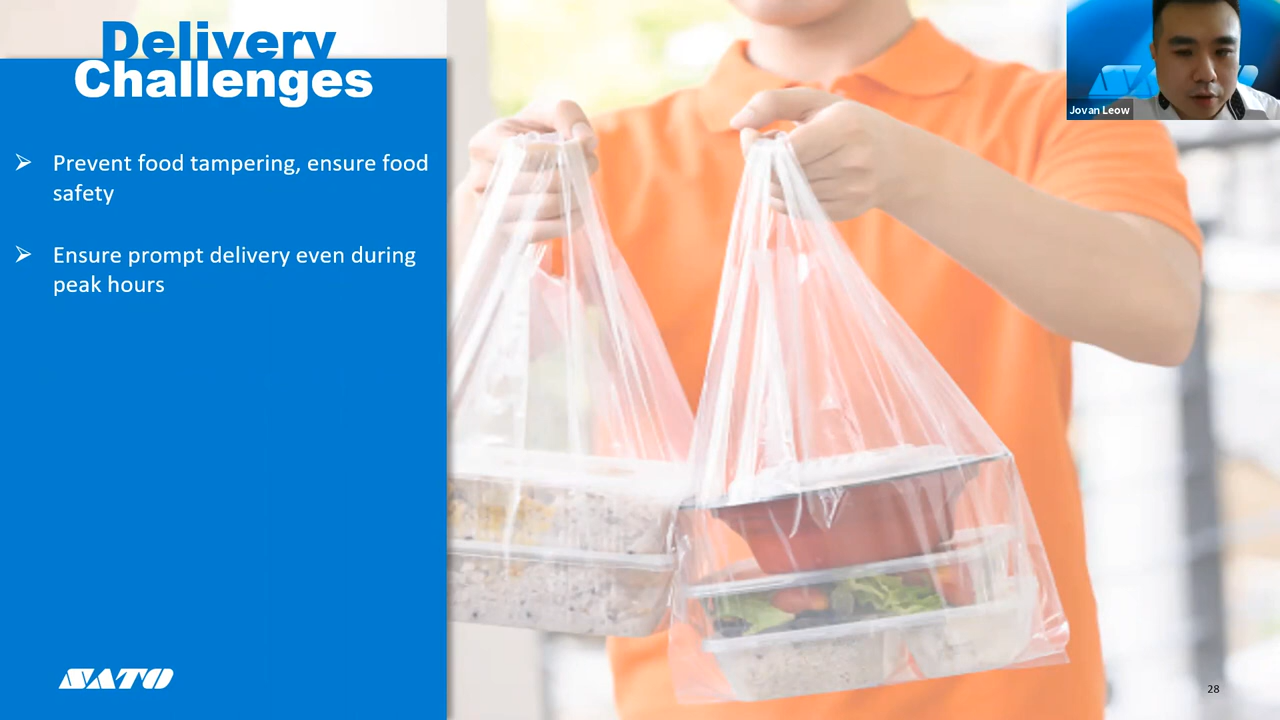 Delivery
Challenges
Jovan Leow
➢ Prevent food tampering, ensure food
safety
➢ Ensure prompt delivery even during
peak hours
SATO
28